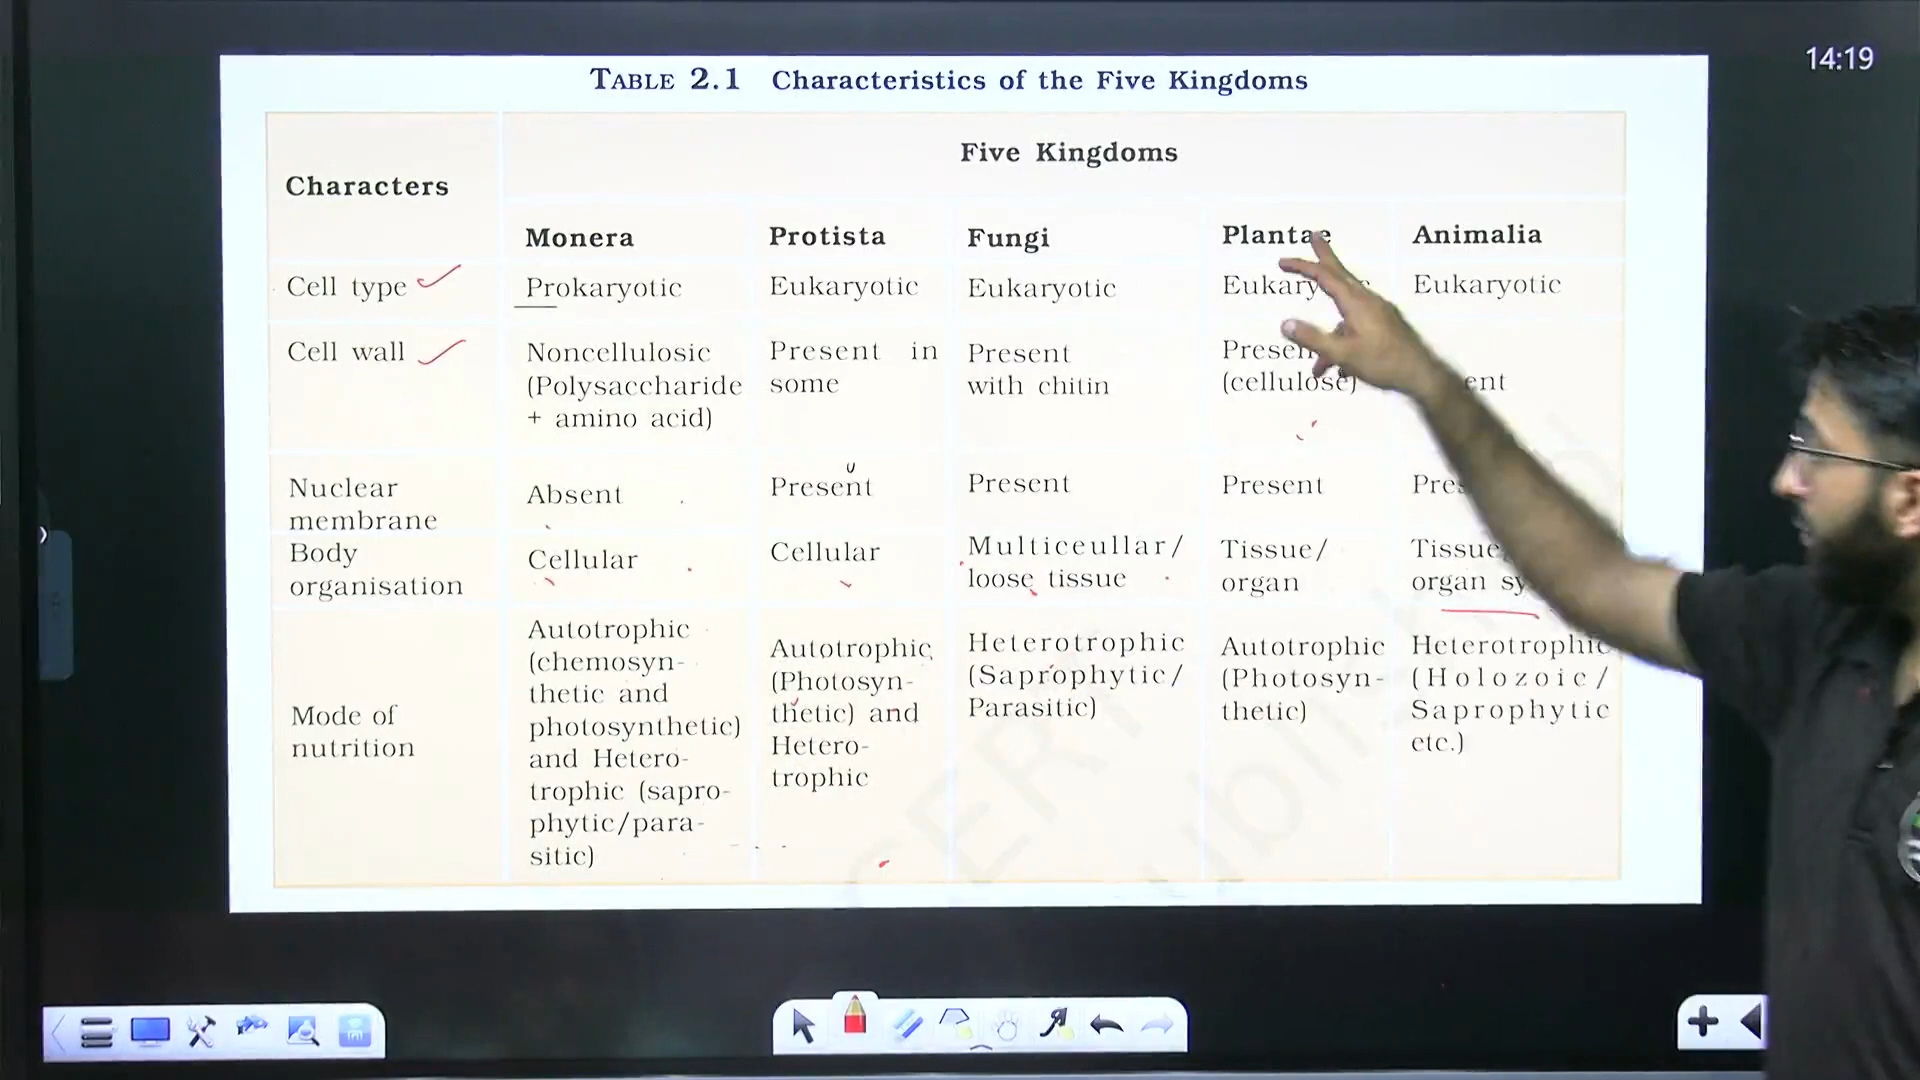 14:19
TABLE 2.1 Characteristics of the Five Kingdoms
Characters
Five Kingdoms
Monera
Protista
Fungi
Plantae
Animalia
Cell type
Prokaryotic
Eukaryotic
Eukaryotic
Eukaryotic
Cell wall
Noncellulosic
(Polysaccharide
+ amino acid)
Present in
some
Present
with chitin
Present
(cellulose)
Nuclear
membrane
Absent
Present
Present
Present
Body
organisation
Cellular
Cellular
Multiceullar/
loose tissue
Tissue/
organ
Tissue
organ
Mode of
nutrition
Autotrophic
(chemosyn-
thetic and
photosynthetic)
and Hetero-
trophic (sapro-
phytic/para-
sitic)
Autotrophic
(Photosyn-
thetic) and
Hetero-
trophic
Heterotrophic
(Saprophytic/
Parasitic)
Autotrophic
(Photosyn-
thetic)
Heterotrophic
(Holozoic/
Saprophytic
etc.)